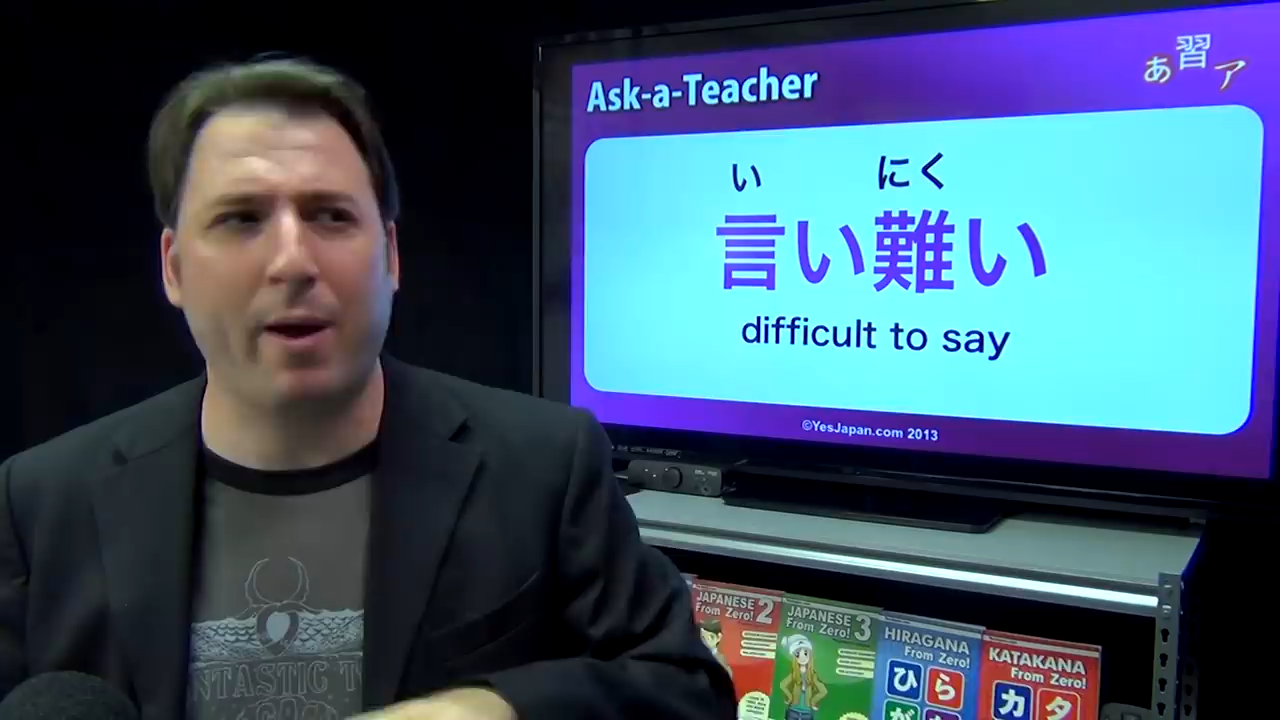 Ask-a-Teacher
あ習ア
い にく
言い難い
difficult to say
©YesJapan.com 2013
JAPANESE 2
From Zero!
JAPANESE 3
From Zero!
HIRAGANA
From Zero!
ひら
KATAKANA
From Zero!
カタ